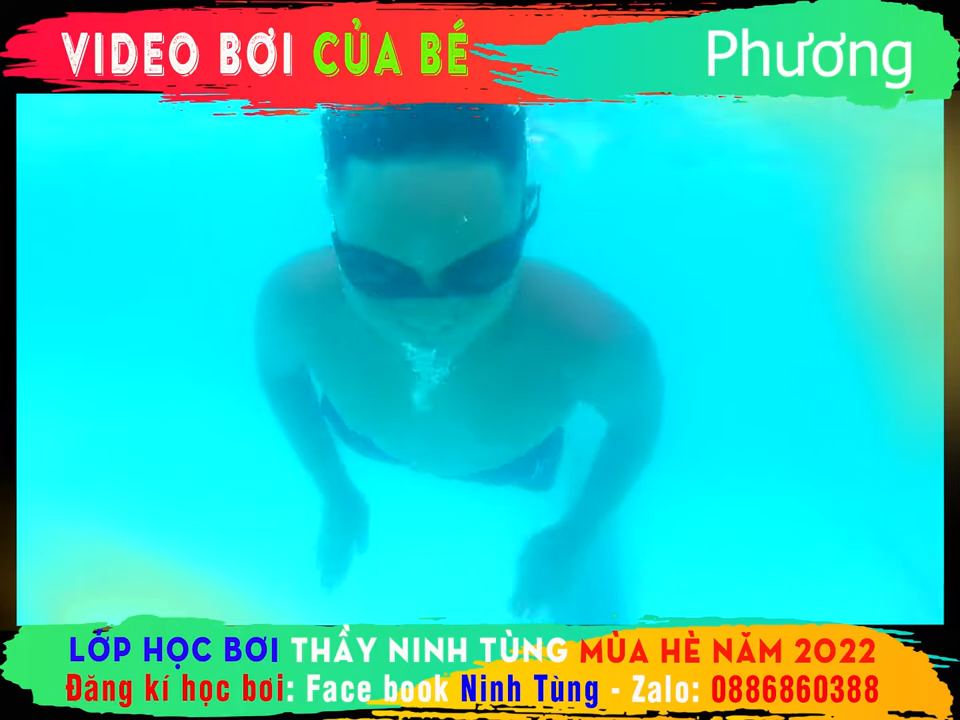 VIDEO BƠI CỦA BÉ
Phương
LỚP HỌC BƠI THẦY NINH TÙNG MÙA HÈ NĂM 2022
Đăng kí học bơi: Face book Ninh Tùng - Zalo: 0886860388